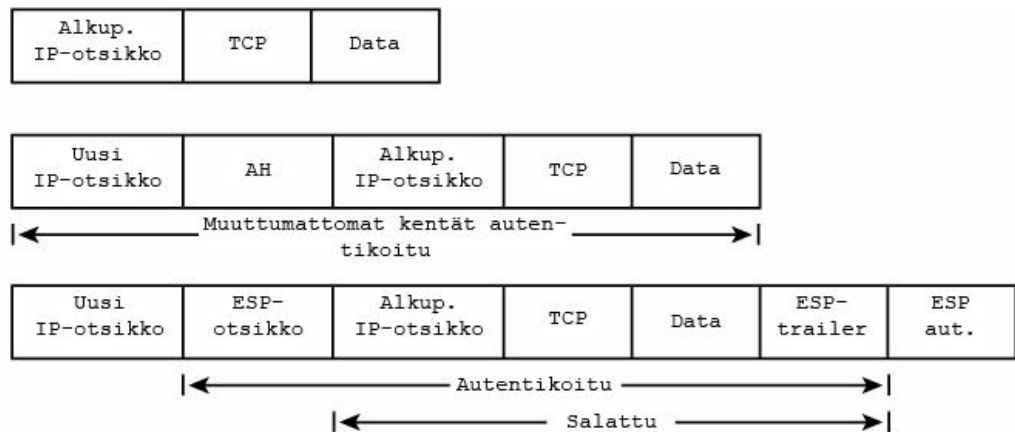 Alkup. IP-otsikko TCP Data
Uusi IP-otsikko AH Alkup. IP-otsikko TCP Data
Muuttumattomat kentät auten-
tikoitu
Uusi IP-otsikko ESP-otsikko Alkup. IP-otsikko TCP Data ESP-trailer ESP aut.
Autentikoitu
Salattu